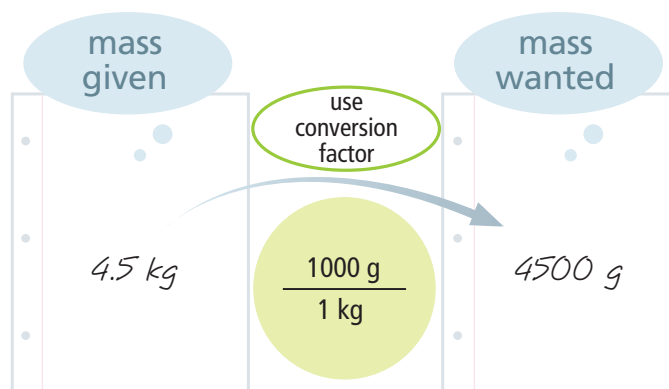 mass
given
mass
wanted
use
conversion
factor
4.5 kg
1000 g
1 kg
4500 g